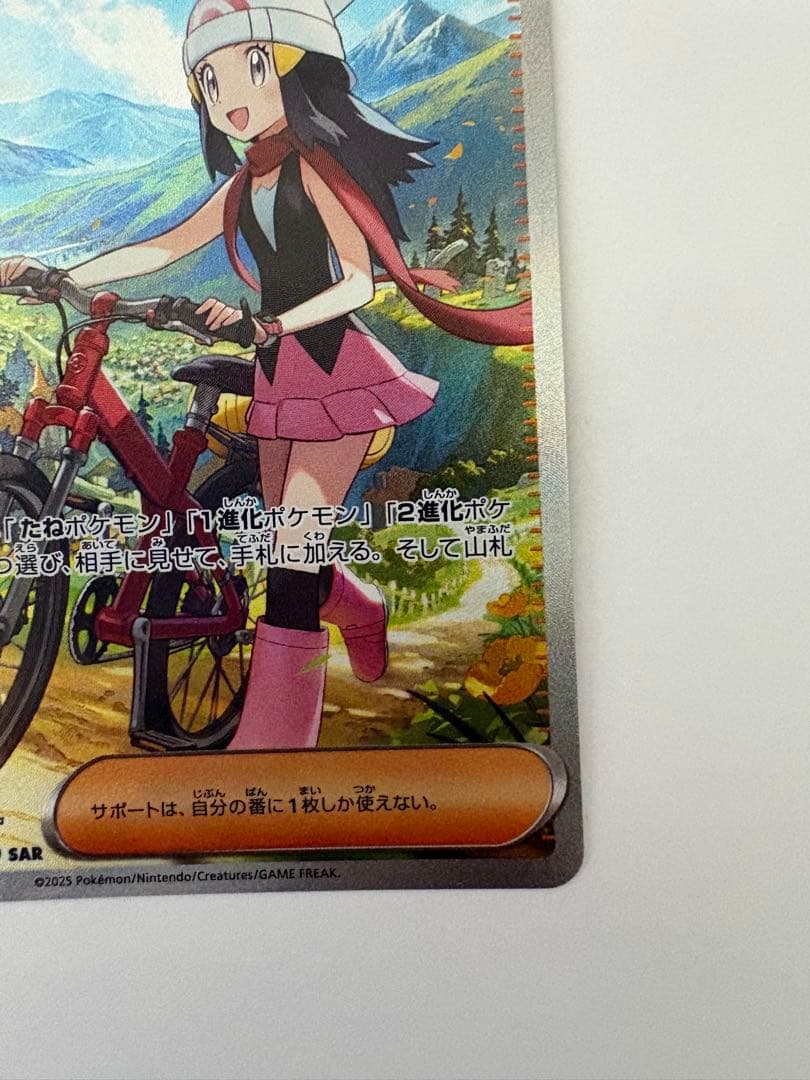 「たねポケモン」「1進化ポケモン」「2進化ポケ
つ選び、相手に見せて、手札に加える。そして山札
サポートは、自分の番に1枚しか使えない。
SAR
©2025 Pokémon/Nintendo/Creatures/GAME FREAK.